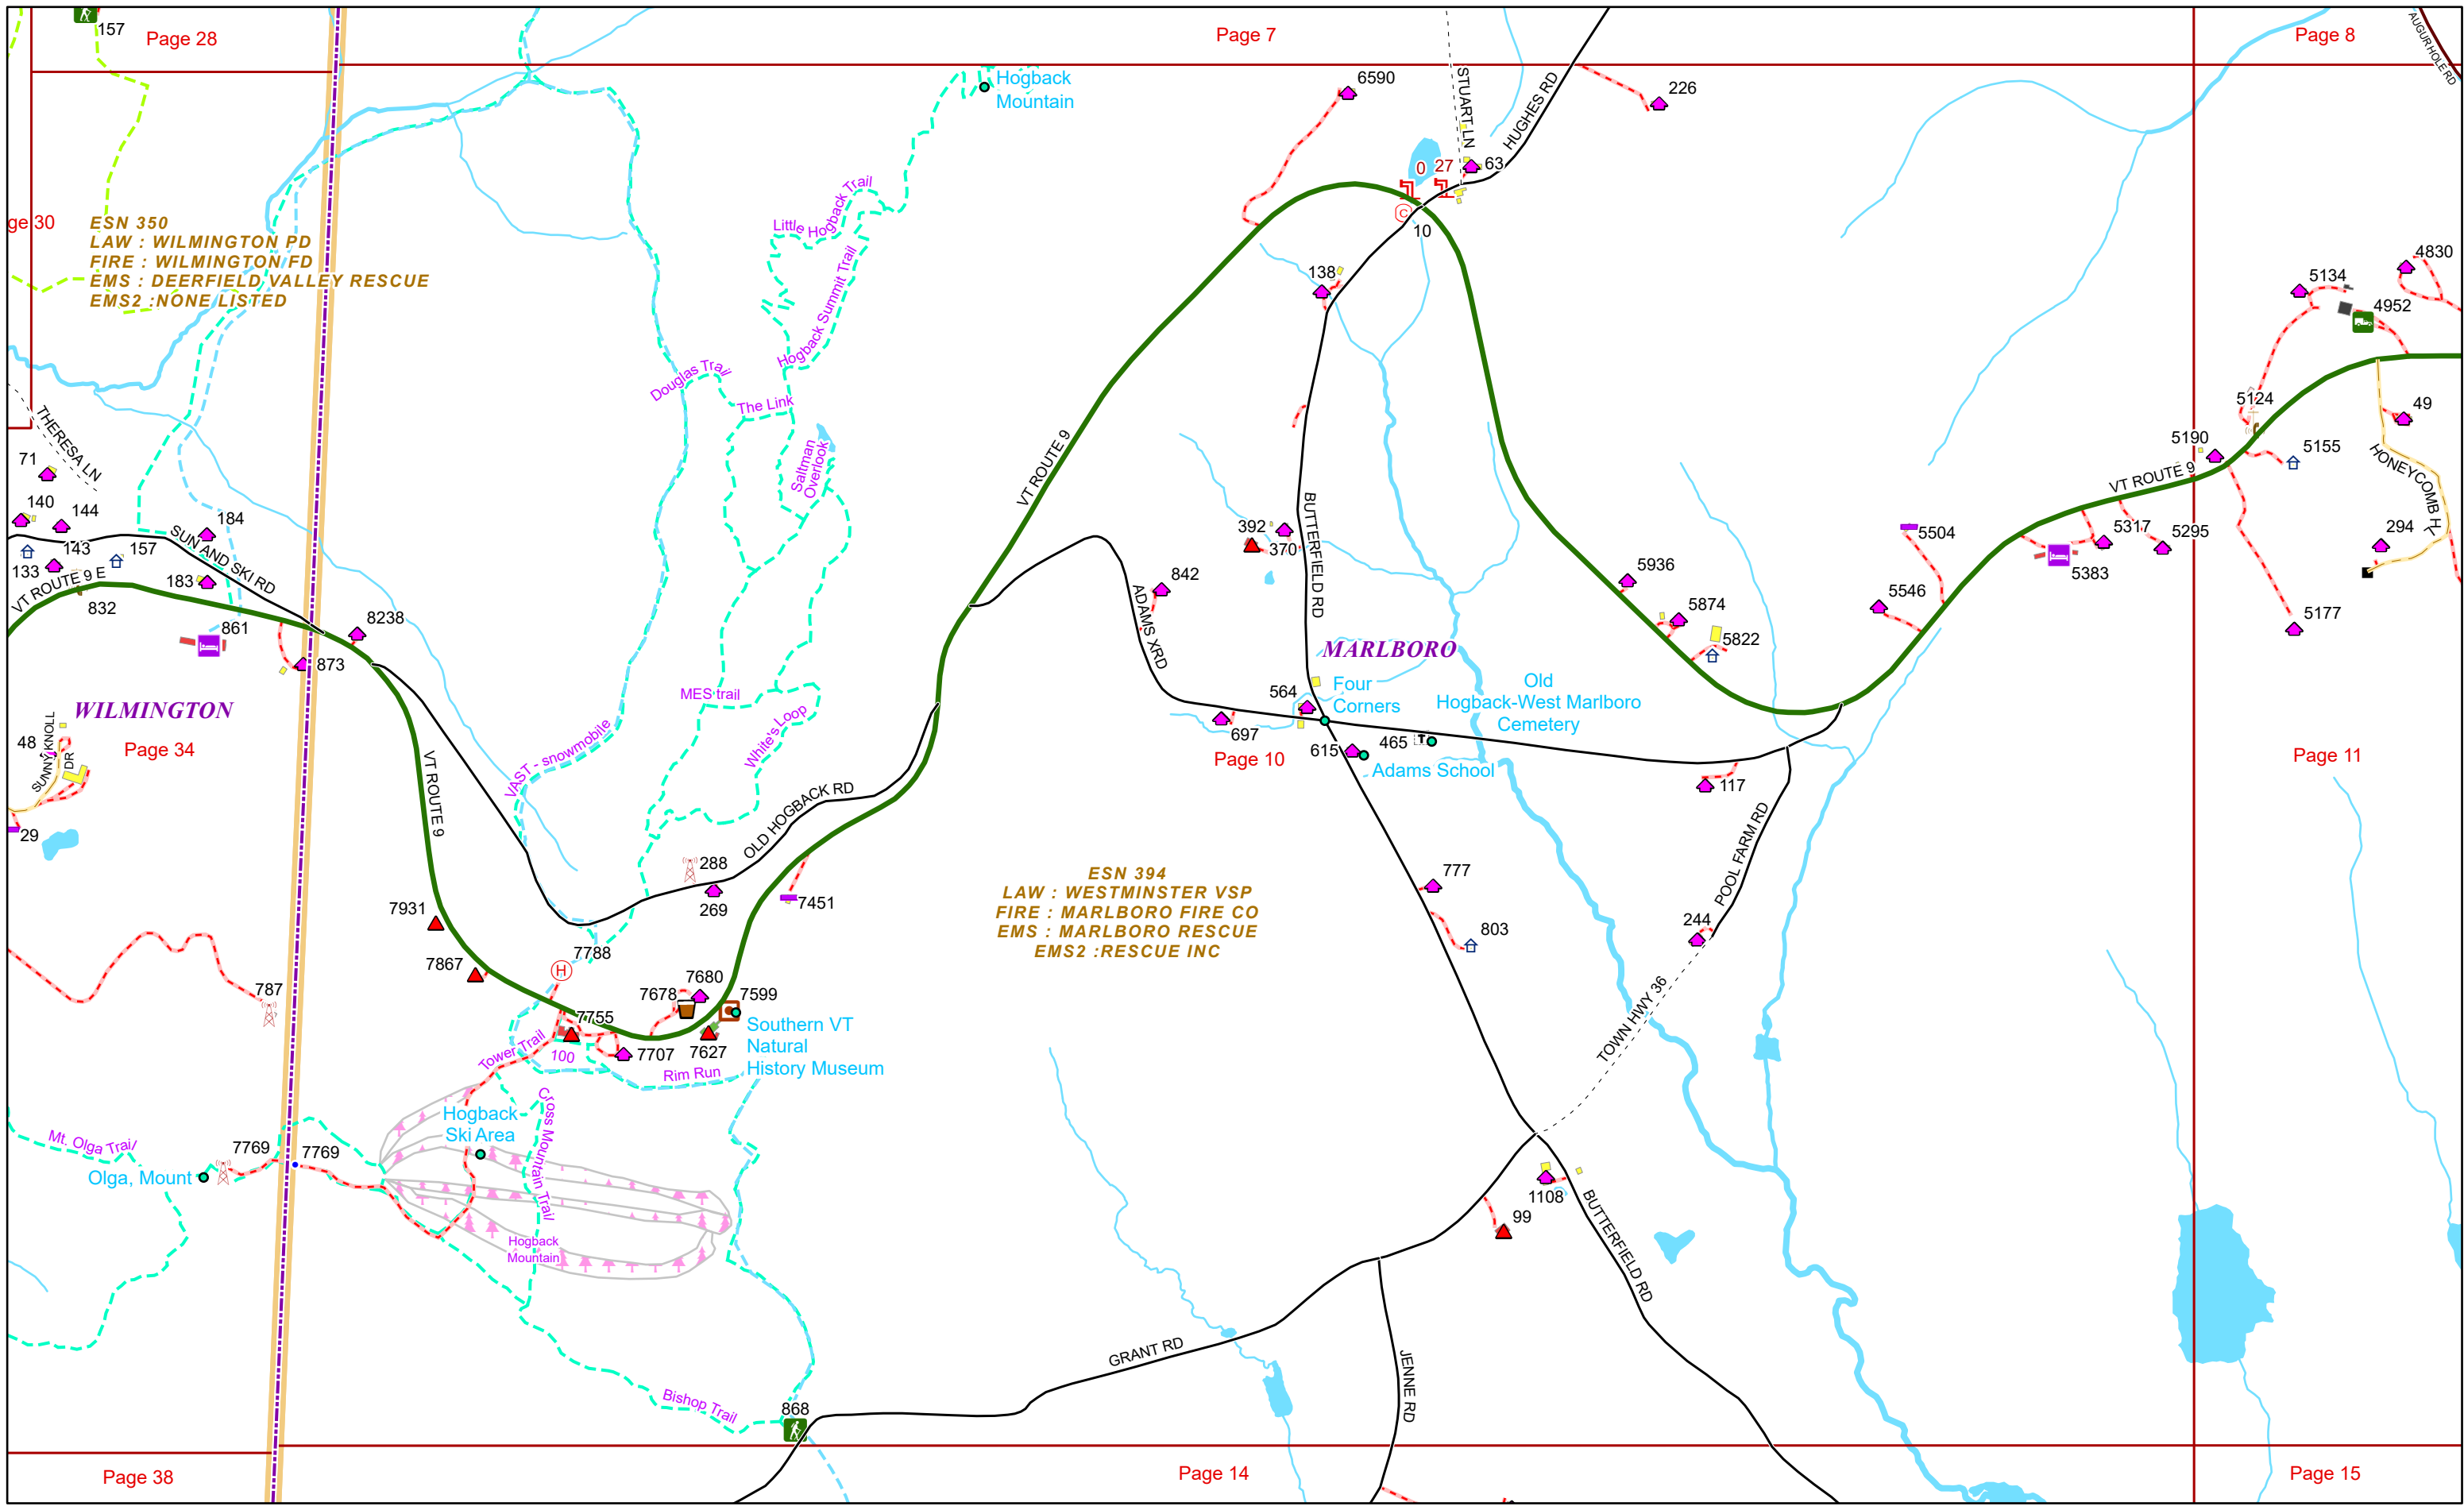 157
Page 28
Page 7
Page 8
AUGUR HOLE RD
Hogback
Mountain
6590
STUART LN
HUGHES RD
226
0
27
63
10
ge 30
ESN 350
LAW : WILMINGTON PD
FIRE : WILMINGTON FD
EMS : DEERFIELD VALLEY RESCUE
EMS2 :NONE LISTED
Little Hogback Trail
Hogback Summit Trail
138
4830
5134
4952
Douglas Trail
The Link
Saltman
Overlook
VT ROUTE 9
5124
49
5190
5155
HONEYCOMB H
VT ROUTE 9
THERESA LN
71
140
144
184
SUN AND SKI RD
143
157
133
183
VT ROUTE 9 E
832
861
8238
873
392
370
BUTTERFIELD RD
842
ADAMS XRD
5936
5874
5822
5504
5546
5317
5295
5383
294
5177
MARLBORO
WILMINGTON
Page 34
48
SUNNY KNOLL
DR
29
VT ROUTE 9
MES trail
White's Loop
VAST - snowmobile
564
Four
Corners
Old
Hogback-West Marlboro
Cemetery
697
615
465
Page 10
Adams School
117
Page 11
POOL FARM RD
OLD HOGBACK RD
288
269
7451
ESN 394
LAW : WESTMINSTER VSP
FIRE : MARLBORO FIRE CO
EMS : MARLBORO RESCUE
EMS2 :RESCUE INC
777
803
244
7931
7867
7788
H
787
7680
7678
7599
7755
7707
7627
Southern VT
Natural
History Museum
Tower Trail
100
Rim Run
TOWN HWY 36
Cross Mountain Trail
Hogback
Ski Area
Mt. Olga Trail
7769
7769
Olga, Mount
Hogback
Mountain
1108
99
BUTTERFIELD RD
GRANT RD
JENNE RD
Bishop Trail
868
Page 38
Page 14
Page 15